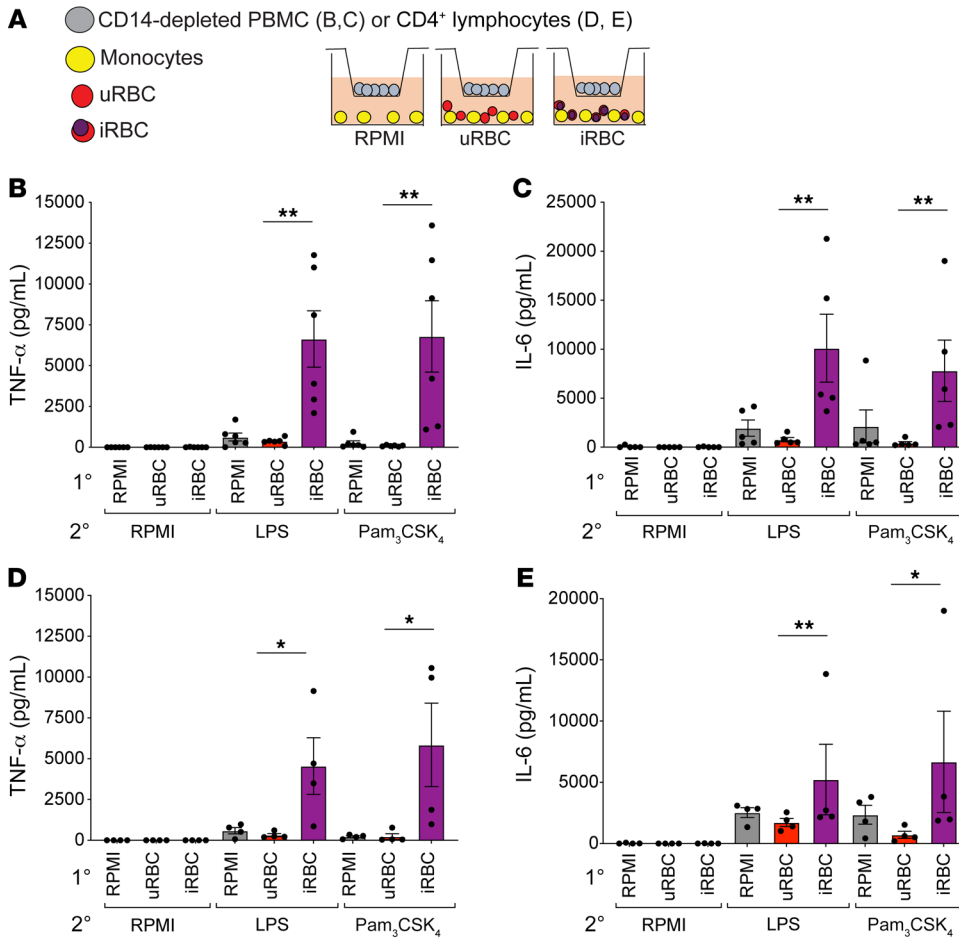 A
CD14-depleted PBMC (B,C) or CD4⁺ lymphocytes (D, E)
Monocytes
uRBC
iRBC
RPMI uRBC iRBC
B
TNF-α (pg/mL)
15000
12500
10000
7500
5000
2500
0
** **
1° RPMI uRBC iRBC RPMI uRBC iRBC RPMI uRBC iRBC
2° RPMI LPS Pam₃CSK₄
C
IL-6 (pg/mL)
25000
20000
15000
10000
5000
0
** **
1° RPMI uRBC iRBC RPMI uRBC iRBC RPMI uRBC iRBC
2° RPMI LPS Pam₃CSK₄
D
TNF-α (pg/mL)
15000
12500
10000
7500
5000
2500
0
* *
1° RPMI uRBC iRBC RPMI uRBC iRBC RPMI uRBC iRBC
2° RPMI LPS Pam₃CSK₄
E
IL-6 (pg/mL)
20000
15000
10000
5000
0
** *
1° RPMI uRBC iRBC RPMI uRBC iRBC RPMI uRBC iRBC
2° RPMI LPS Pam₃CSK₄